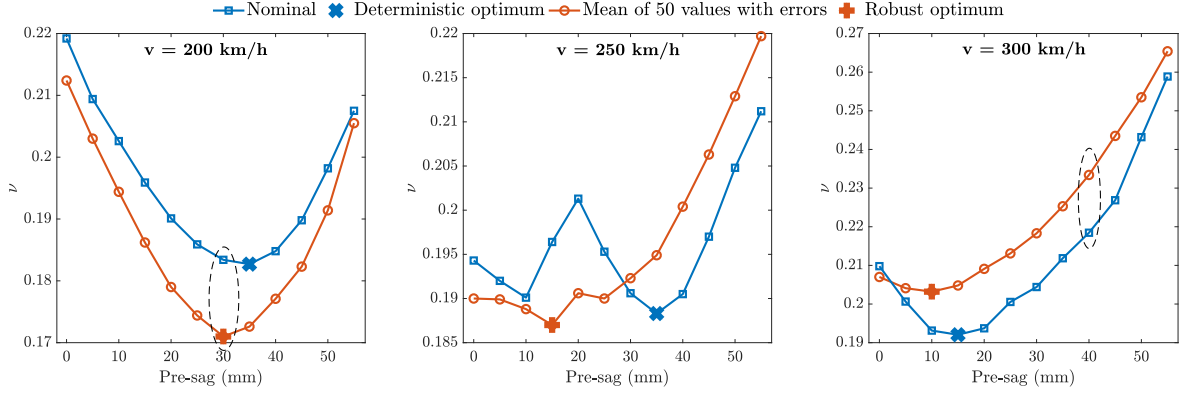 Nominal Deterministic optimum Mean of 50 values with errors Robust optimum
v = 200 km/h
0.22
0.21
0.2
0.19
0.18
0.17
ν
0 10 20 30 40 50
Pre-sag (mm)
v = 250 km/h
0.22
0.215
0.21
0.205
0.2
0.195
0.19
0.185
ν
0 10 20 30 40 50
Pre-sag (mm)
v = 300 km/h
0.27
0.26
0.25
0.24
0.23
0.22
0.21
0.2
0.19
ν
0 10 20 30 40 50
Pre-sag (mm)